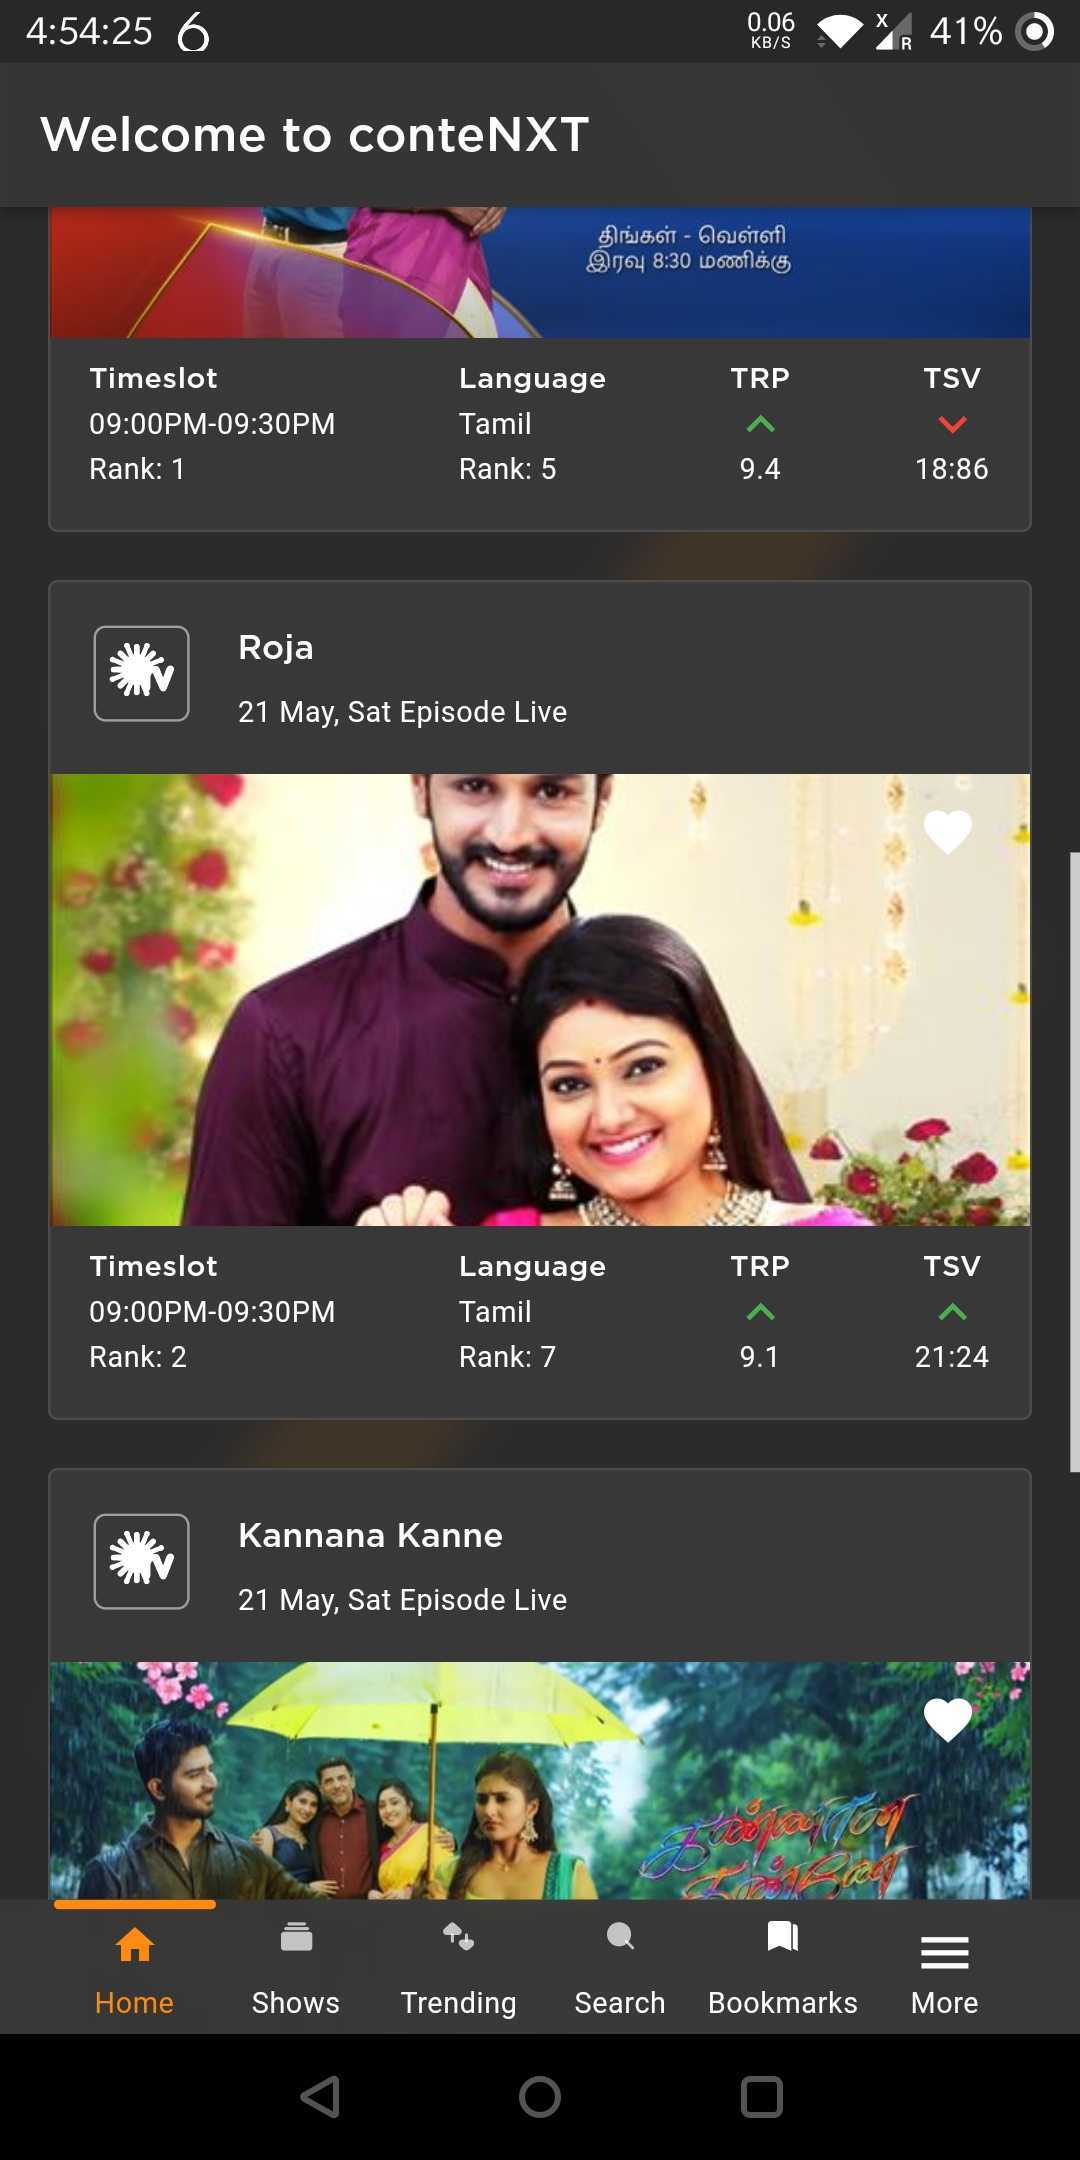 4:54:25 6 0.06 KB/S X R 41%
Welcome to conteNXT
திங்கள் - வெள்ளி
இரவு 8:30 மணிக்கு
Timeslot Language TRP TSV
09:00PM-09:30PM Tamil
Rank: 1 Rank: 5 9.4 18:86
Roja
21 May, Sat Episode Live
Timeslot Language TRP TSV
09:00PM-09:30PM Tamil
Rank: 2 Rank: 7 9.1 21:24
Kannana Kanne
21 May, Sat Episode Live
கண்ணான
கண்ணே
Home Shows Trending Search Bookmarks More